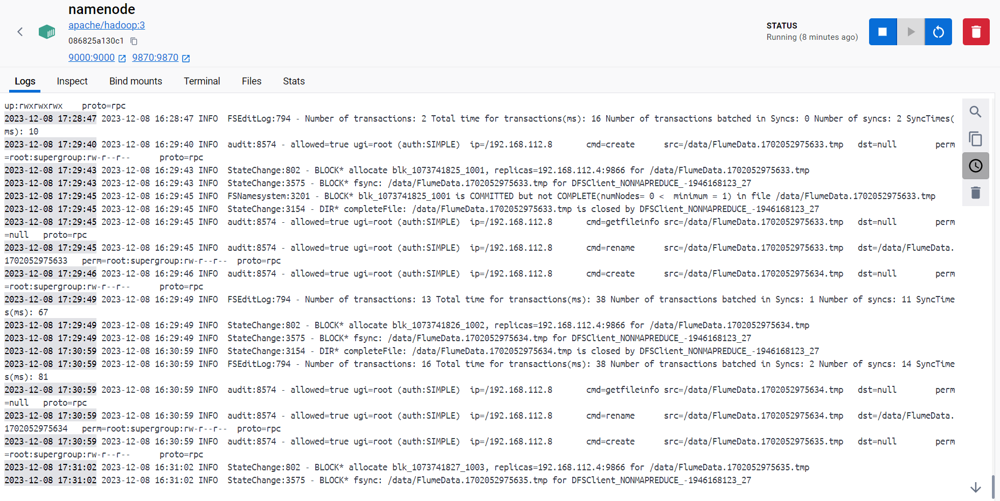 namenode
apache/hadoop:3
086825a130c1
9000:9000 9870:9870
STATUS
Running (8 minutes ago)
Logs Inspect Bind mounts Terminal Files Stats
up:rwxrwxrwx    proto=rpc
2023-12-08 17:28:47 2023-12-08 16:28:47 INFO  FSEditLog:794 - Number of transactions: 2 Total time for transactions(ms): 16 Number of transactions batched in Syncs: 0 Number of syncs: 2 SyncTimes(
ms): 10
2023-12-08 17:29:40 2023-12-08 16:29:40 INFO  audit:8574 - allowed=true ugi=root (auth:SIMPLE)  ip=/192.168.112.8       cmd=create      src=/data/FlumeData.1702052975633.tmp   dst=null        perm
=root:supergroup:rw-r--r--      proto=rpc
2023-12-08 17:29:43 2023-12-08 16:29:43 INFO  StateChange:802 - BLOCK* allocate blk_1073741825_1001, replicas=192.168.112.4:9866 for /data/FlumeData.1702052975633.tmp
2023-12-08 17:29:43 2023-12-08 16:29:43 INFO  StateChange:3575 - BLOCK* fsync: /data/FlumeData.1702052975633.tmp for DFSClient_NONMAPREDUCE_-1946168123_27
2023-12-08 17:29:45 2023-12-08 16:29:45 INFO  FSNamesystem:3201 - BLOCK* blk_1073741825_1001 is COMMITTED but not COMPLETE(numNodes= 0 <  minimum = 1) in file /data/FlumeData.1702052975633.tmp
2023-12-08 17:29:45 2023-12-08 16:29:45 INFO  StateChange:3154 - DIR* completeFile: /data/FlumeData.1702052975633.tmp is closed by DFSClient_NONMAPREDUCE_-1946168123_27
2023-12-08 17:29:45 2023-12-08 16:29:45 INFO  audit:8574 - allowed=true ugi=root (auth:SIMPLE)  ip=/192.168.112.8       cmd=getfileinfo src=/data/FlumeData.1702052975633.tmp   dst=null        perm
=null   proto=rpc
2023-12-08 17:29:45 2023-12-08 16:29:45 INFO  audit:8574 - allowed=true ugi=root (auth:SIMPLE)  ip=/192.168.112.8       cmd=rename      src=/data/FlumeData.1702052975633.tmp   dst=/data/FlumeData.
1702052975633   perm=root:supergroup:rw-r--r--  proto=rpc
2023-12-08 17:29:46 2023-12-08 16:29:46 INFO  audit:8574 - allowed=true ugi=root (auth:SIMPLE)  ip=/192.168.112.8       cmd=create      src=/data/FlumeData.1702052975634.tmp   dst=null        perm
=root:supergroup:rw-r--r--      proto=rpc
2023-12-08 17:29:49 2023-12-08 16:29:49 INFO  FSEditLog:794 - Number of transactions: 13 Total time for transactions(ms): 38 Number of transactions batched in Syncs: 1 Number of syncs: 11 SyncTime
s(ms): 67
2023-12-08 17:29:49 2023-12-08 16:29:49 INFO  StateChange:802 - BLOCK* allocate blk_1073741826_1002, replicas=192.168.112.4:9866 for /data/FlumeData.1702052975634.tmp
2023-12-08 17:29:49 2023-12-08 16:29:49 INFO  StateChange:3575 - BLOCK* fsync: /data/FlumeData.1702052975634.tmp for DFSClient_NONMAPREDUCE_-1946168123_27
2023-12-08 17:30:59 2023-12-08 16:30:59 INFO  StateChange:3154 - DIR* completeFile: /data/FlumeData.1702052975634.tmp is closed by DFSClient_NONMAPREDUCE_-1946168123_27
2023-12-08 17:30:59 2023-12-08 16:30:59 INFO  FSEditLog:794 - Number of transactions: 16 Total time for transactions(ms): 38 Number of transactions batched in Syncs: 2 Number of syncs: 14 SyncTime
s(ms): 81
2023-12-08 17:30:59 2023-12-08 16:30:59 INFO  audit:8574 - allowed=true ugi=root (auth:SIMPLE)  ip=/192.168.112.8       cmd=getfileinfo src=/data/FlumeData.1702052975634.tmp   dst=null        perm
=null   proto=rpc
2023-12-08 17:30:59 2023-12-08 16:30:59 INFO  audit:8574 - allowed=true ugi=root (auth:SIMPLE)  ip=/192.168.112.8       cmd=rename      src=/data/FlumeData.1702052975634.tmp   dst=/data/FlumeData.
1702052975634   perm=root:supergroup:rw-r--r--  proto=rpc
2023-12-08 17:30:59 2023-12-08 16:30:59 INFO  audit:8574 - allowed=true ugi=root (auth:SIMPLE)  ip=/192.168.112.8       cmd=create      src=/data/FlumeData.1702052975635.tmp   dst=null        perm
=root:supergroup:rw-r--r--      proto=rpc
2023-12-08 17:31:02 2023-12-08 16:31:02 INFO  StateChange:802 - BLOCK* allocate blk_1073741827_1003, replicas=192.168.112.4:9866 for /data/FlumeData.1702052975635.tmp
2023-12-08 17:31:02 2023-12-08 16:31:02 INFO  StateChange:3575 - BLOCK* fsync: /data/FlumeData.1702052975635.tmp for DFSClient_NONMAPREDUCE_-1946168123_27